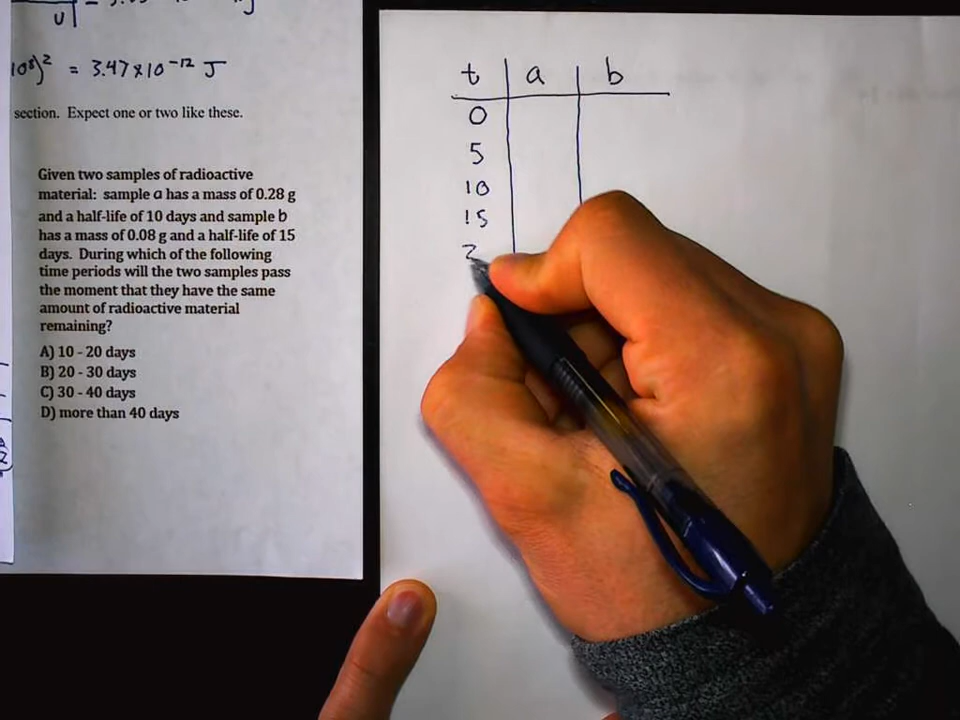 10⁸)² = 3.47×10⁻¹² J
section. Expect one or two like these.
Given two samples of radioactive
material: sample a has a mass of 0.28 g
and a half-life of 10 days and sample b
has a mass of 0.08 g and a half-life of 15
days. During which of the following
time periods will the two samples pass
the moment that they have the same
amount of radioactive material
remaining?
A) 10 - 20 days
B) 20 - 30 days
C) 30 - 40 days
D) more than 40 days
t a b
0
5
10
15
2